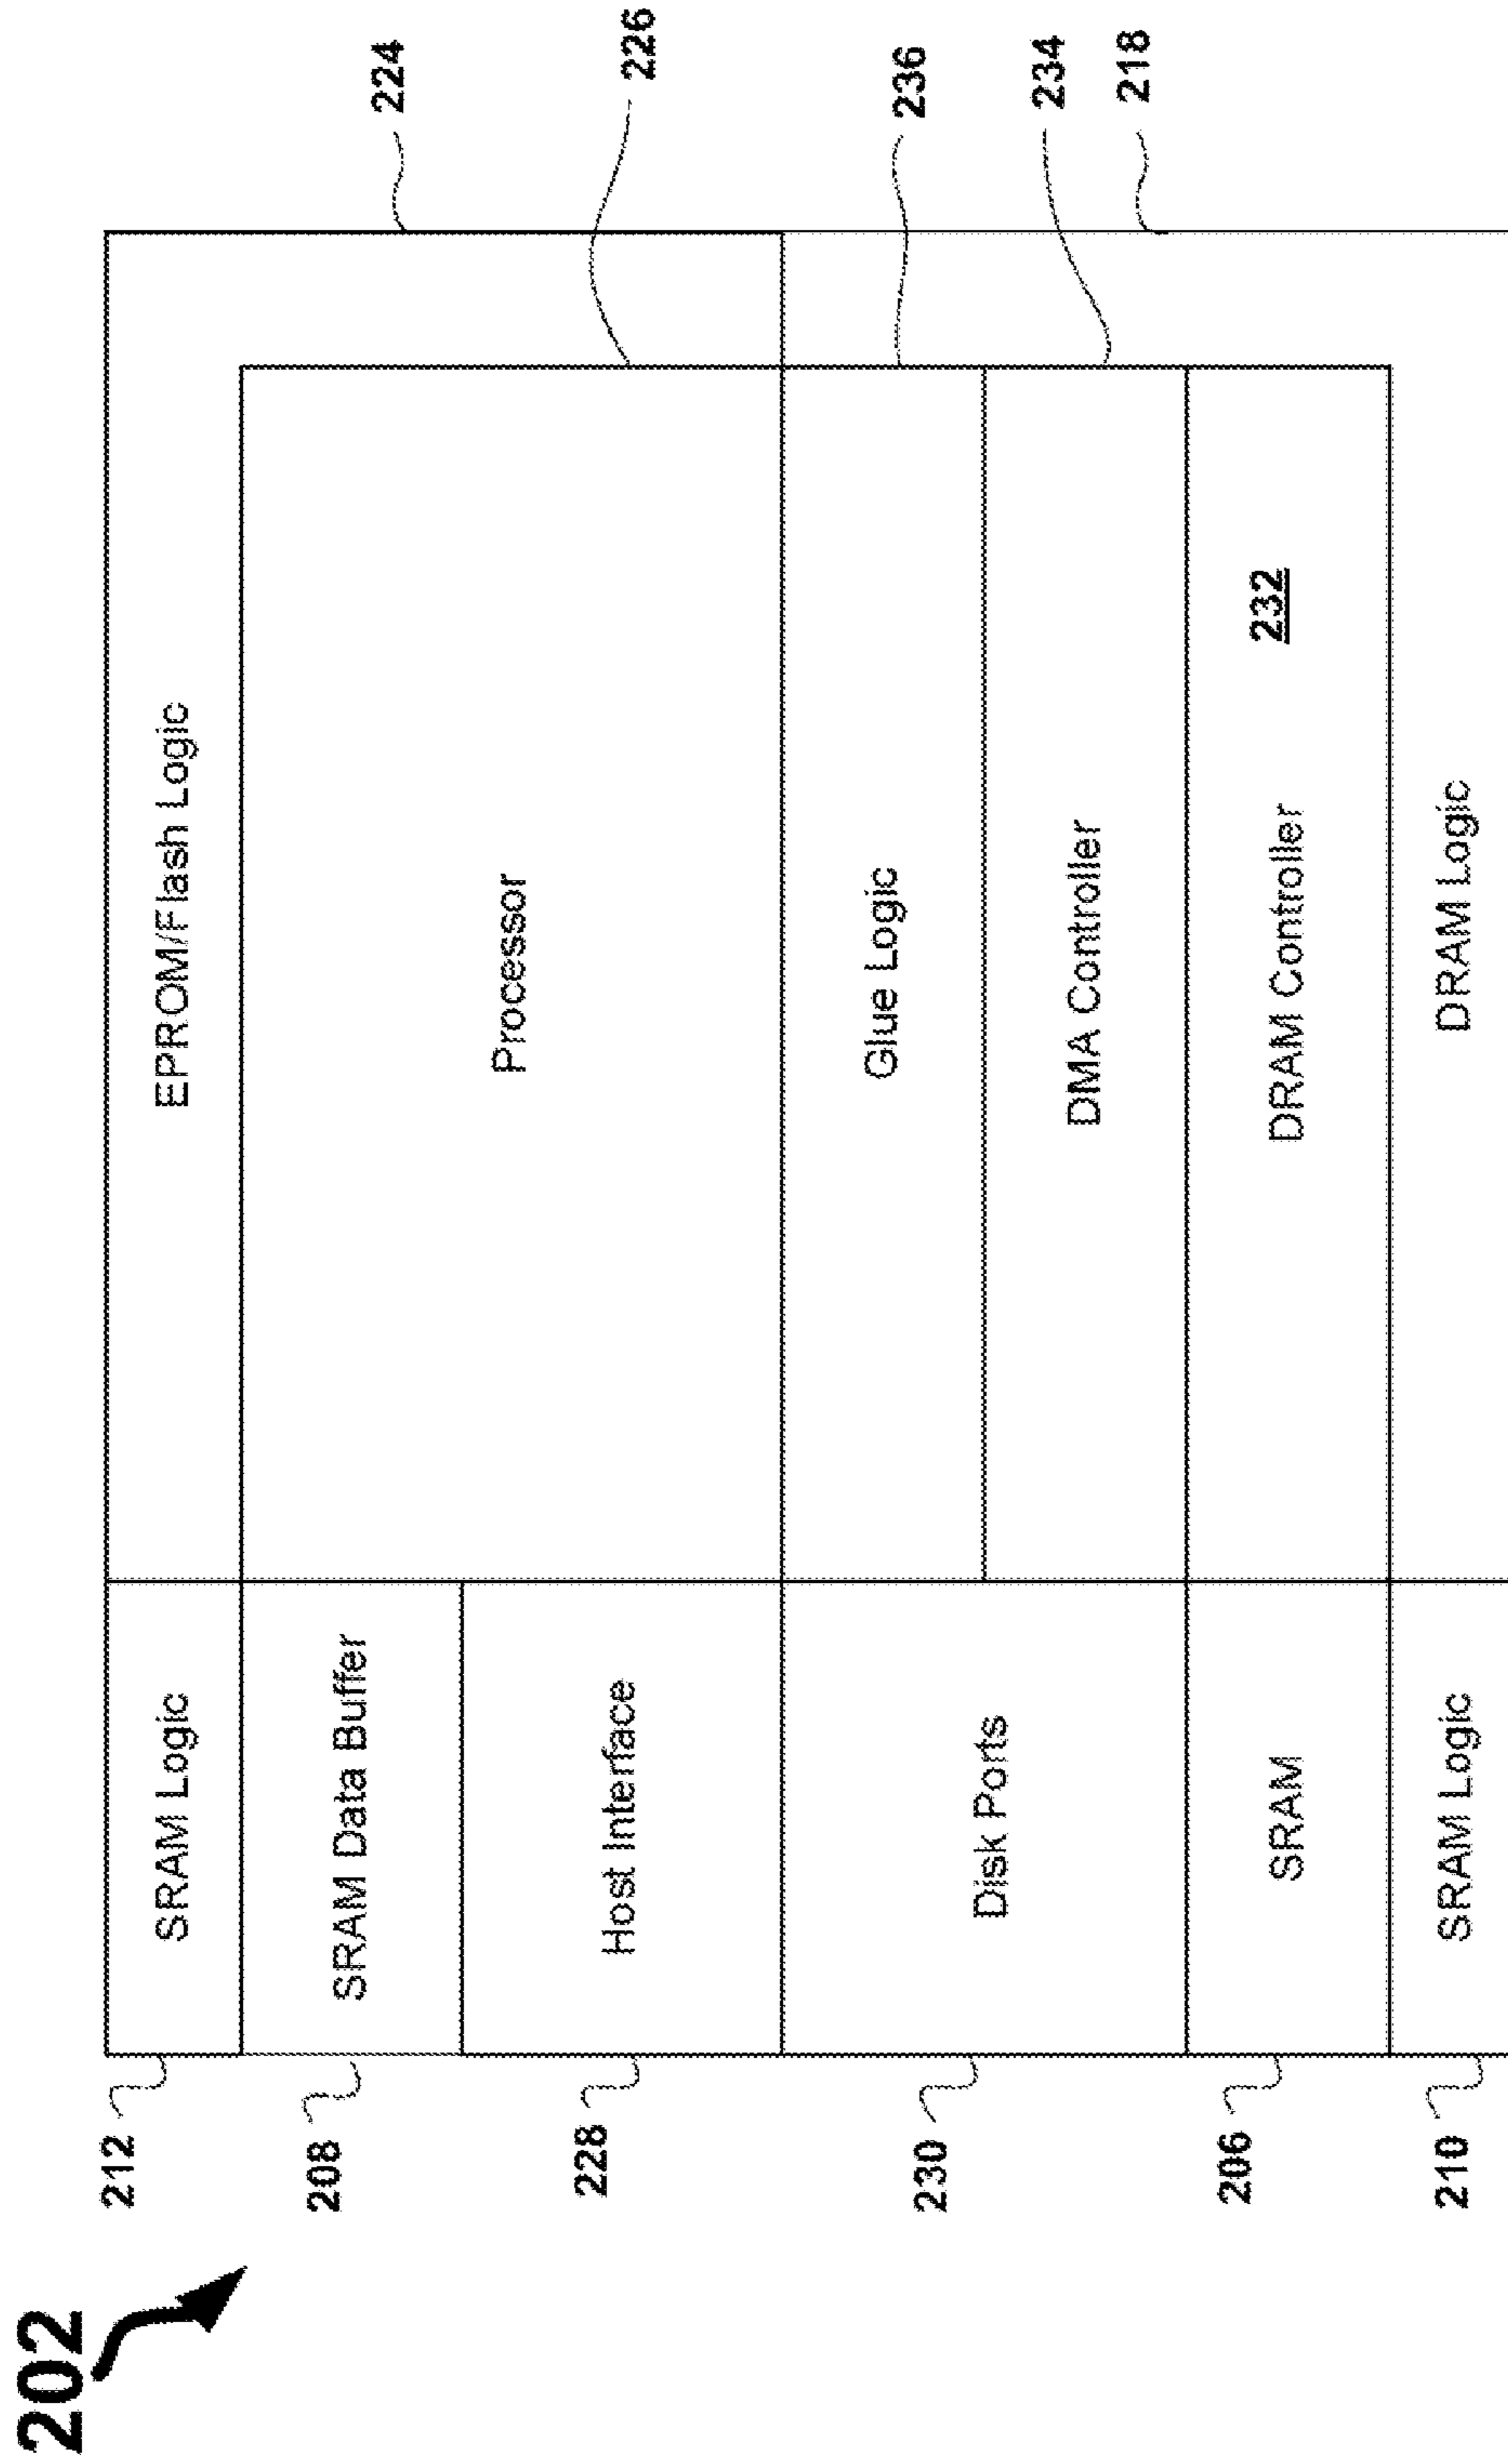 202
212
SRAM Logic
EPROM/Flash Logic
224
208
SRAM Data Buffer
Processor
226
228
Host Interface
230
Disk Ports
Glue Logic
236
DMA Controller
234
206
SRAM
DRAM Controller
232
218
210
SRAM Logic
DRAM Logic